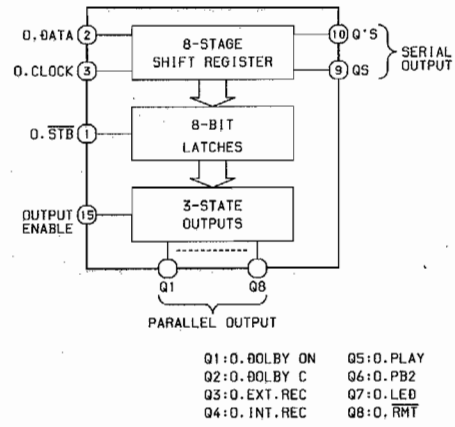 O.DATA 2
8-STAGE
SHIFT REGISTER
10 Q'S
SERIAL
OUTPUT
O.CLOCK 3
9 QS
O.S̅T̅B̅ 1
8-BIT
LATCHES
OUTPUT
ENABLE
15
3-STATE
OUTPUTS
Q1
Q8
PARALLEL OUTPUT
Q1:O.DOLBY ON Q5:O.PLAY
Q2:O.DOLBY C Q6:O.PB2
Q3:O.EXT.REC Q7:O.LED
Q4:O.INT.REC Q8:O.R̅M̅T̅